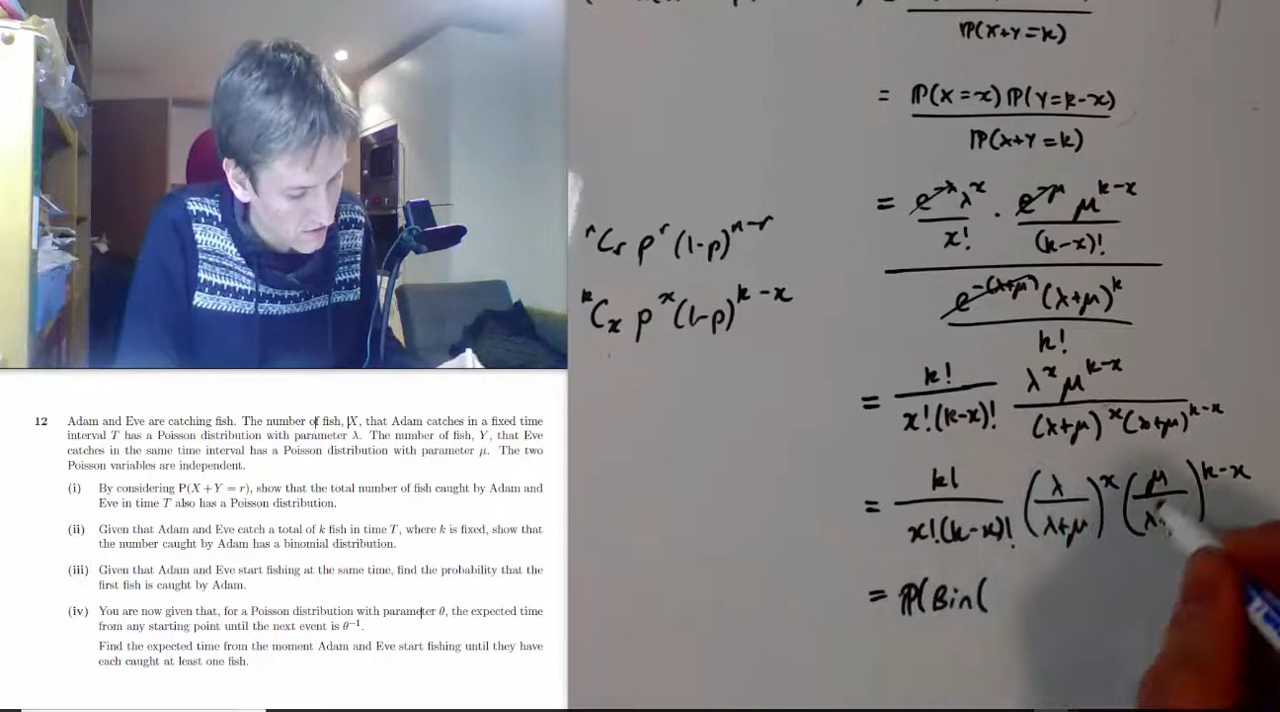 12 Adam and Eve are catching fish. The number of fish, X, that Adam catches in a fixed time
interval T has a Poisson distribution with parameter λ. The number of fish, Y, that Eve
catches in the same time interval has a Poisson distribution with parameter μ. The two
Poisson variables are independent.
(i) By considering P(X + Y = r), show that the total number of fish caught by Adam and
Eve in time T also has a Poisson distribution.
(ii) Given that Adam and Eve catch a total of k fish in time T, where k is fixed, show that
the number caught by Adam has a binomial distribution.
(iii) Given that Adam and Eve start fishing at the same time, find the probability that the
first fish is caught by Adam.
(iv) You are now given that, for a Poisson distribution with parameter θ, the expected time
from any starting point until the next event is θ⁻¹.
Find the expected time from the moment Adam and Eve start fishing until they have
each caught at least one fish.
ⁿCᵣ pʳ(1-p)ⁿ⁻ʳ
ᵏCₓ pˣ(1-p)ᵏ⁻ˣ
=
ℙ(X+Y=k)
= ℙ(X=x) ℙ(Y=k-x)
ℙ(X+Y=k)
= e^-λ λ^x · e^-μ μ^k-x
x! (k-x)!
e^-(λ+μ) (λ+μ)^k
k!
= k! λ^x μ^k-x
x!(k-x)! (λ+μ)^x (λ+μ)^k-x
= k! (λ/λ+μ)^x (μ/λ+
x!(k-x)! )^k-x
= ℙ(Bin(